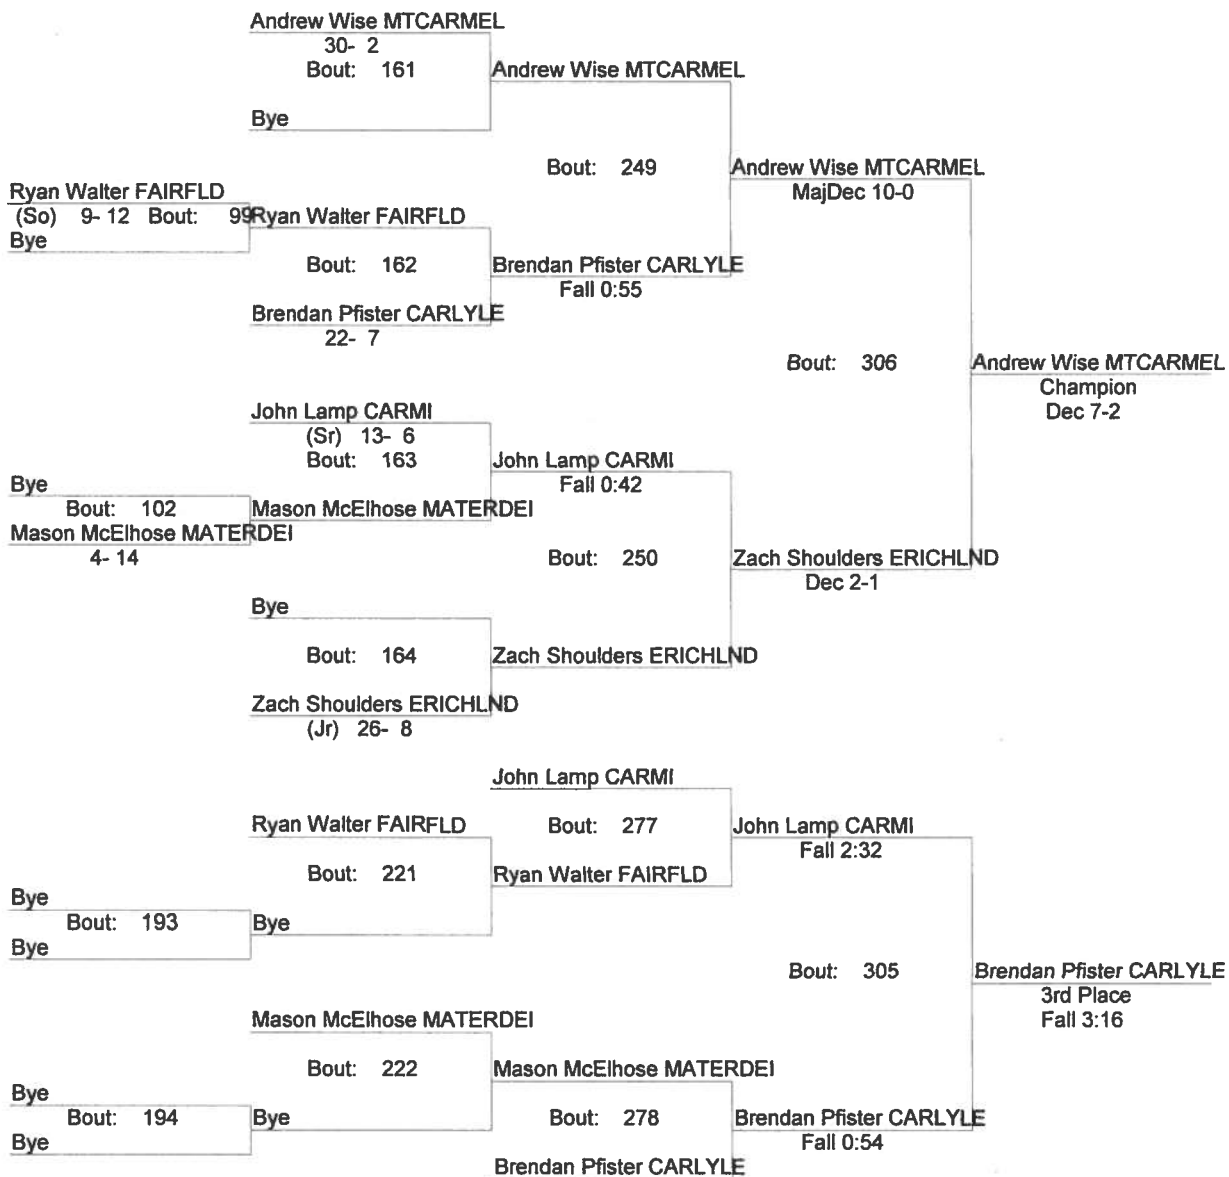 Andrew Wise MTCARMEL
30- 2
Bout: 161
Andrew Wise MTCARMEL
Bye
Bout: 249
Andrew Wise MTCARMEL
MajDec 10-0
Ryan Walter FAIRFLD
(So) 9- 12 Bout: 99
Ryan Walter FAIRFLD
Bye
Bout: 162
Brendan Pfister CARLYLE
Fall 0:55
Brendan Pfister CARLYLE
22- 7
Bout: 306
Andrew Wise MTCARMEL
Champion
Dec 7-2
John Lamp CARMI
(Sr) 13- 6
Bout: 163
John Lamp CARMI
Fall 0:42
Bye
Bout: 102
Mason McElhose MATERDEI
Mason McElhose MATERDEI
4- 14
Bout: 250
Zach Shoulders ERICHLND
Dec 2-1
Bye
Bout: 164
Zach Shoulders ERICHLND
Zach Shoulders ERICHLND
(Jr) 26- 8
John Lamp CARMI
Ryan Walter FAIRFLD
Bout: 277
John Lamp CARMI
Fall 2:32
Bout: 221
Ryan Walter FAIRFLD
Bye
Bout: 193
Bye
Bye
Bout: 305
Brendan Pfister CARLYLE
3rd Place
Fall 3:16
Mason McElhose MATERDEI
Bout: 222
Mason McElhose MATERDEI
Bye
Bout: 194
Bye
Bout: 278
Brendan Pfister CARLYLE
Fall 0:54
Bye
Brendan Pfister CARLYLE